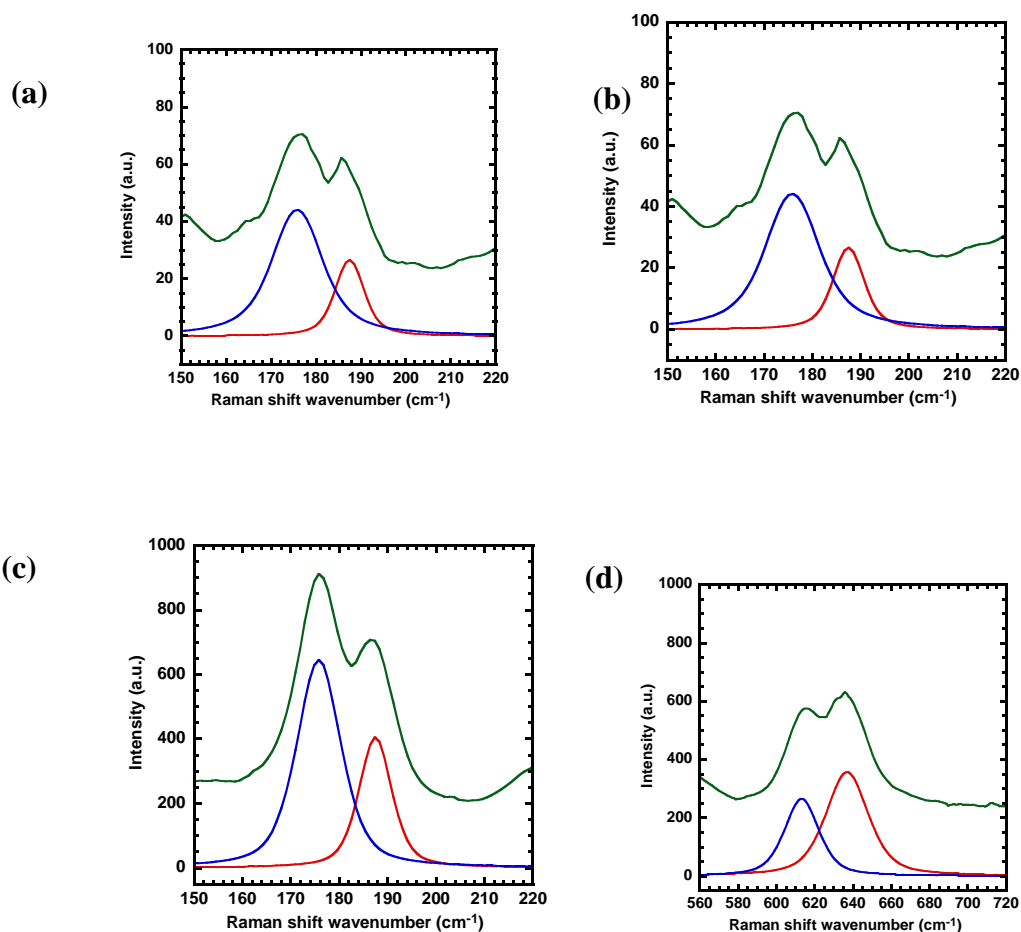 (a)
100
80
60
40
20
0
Intensity (a.u.)
150 160 170 180 190 200 210 220
Raman shift wavenumber (cm-1)
(b)
100
80
60
40
20
0
Intensity (a.u.)
150 160 170 180 190 200 210 220
Raman shift wavenumber (cm-1)
(c)
1000
800
600
400
200
0
Intensity (a.u.)
150 160 170 180 190 200 210 220
Raman shift wavenumber (cm-1)
(d)
1000
800
600
400
200
0
Intensity (a.u.)
560 580 600 620 640 660 680 700 720
Raman shift wavenumber (cm-1)